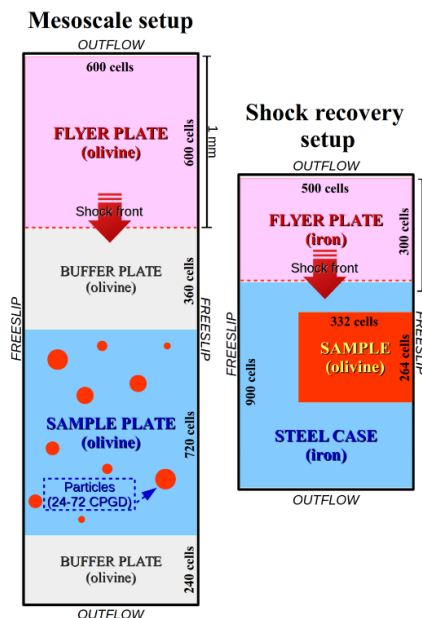 Mesoscale setup
OUTFLOW
600 cells
FLYER PLATE
(olivine)
600 cells
1 mm
Shock front
BUFFER PLATE
(olivine)
360 cells
FREESLIP
FREESLIP
SAMPLE PLATE
(olivine)
720 cells
Particles
(24-72 CPGD)
BUFFER PLATE
(olivine)
240 cells
OUTFLOW
Shock recovery
setup
OUTFLOW
500 cells
FLYER PLATE
(iron)
300 cells
Shock front
FREESLIP
FREESLIP
332 cells
SAMPLE
(olivine)
264 cells
900 cells
STEEL CASE
(iron)
OUTFLOW